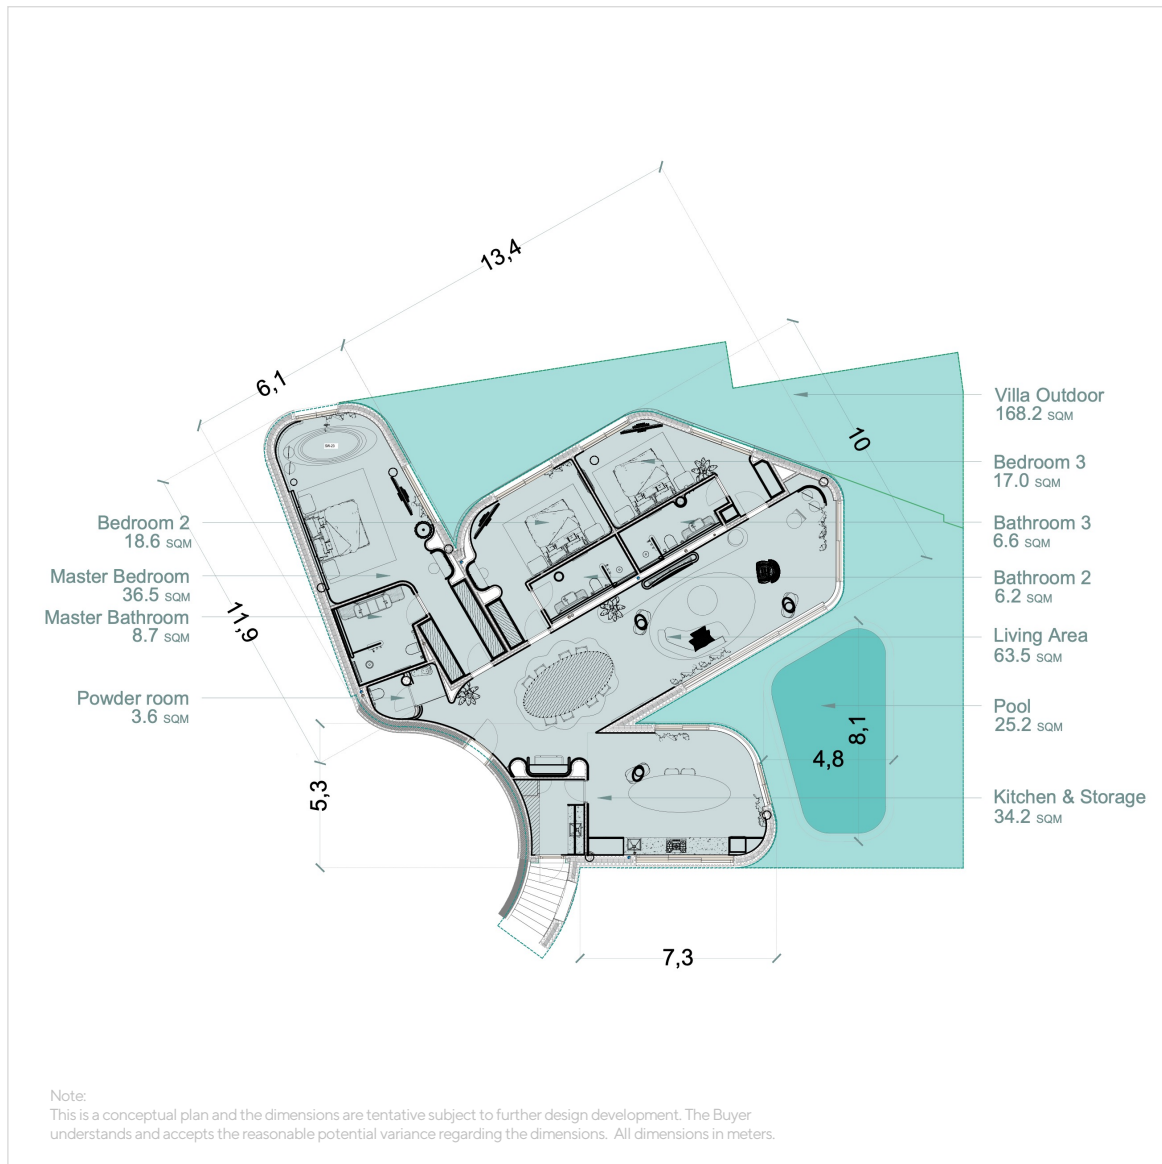 13,4
6,1
10
11,9
5,3
7,3
8,1
4,8
Villa Outdoor
168.2 SQM
Bedroom 3
17.0 SQM
Bathroom 3
6.6 SQM
Bathroom 2
6.2 SQM
Living Area
63.5 SQM
Pool
25.2 SQM
Kitchen & Storage
34.2 SQM
Bedroom 2
18.6 SQM
Master Bedroom
36.5 SQM
Master Bathroom
8.7 SQM
Powder room
3.6 SQM
Note:
This is a conceptual plan and the dimensions are tentative subject to further design development. The Buyer
understands and accepts the reasonable potential variance regarding the dimensions. All dimensions in meters.